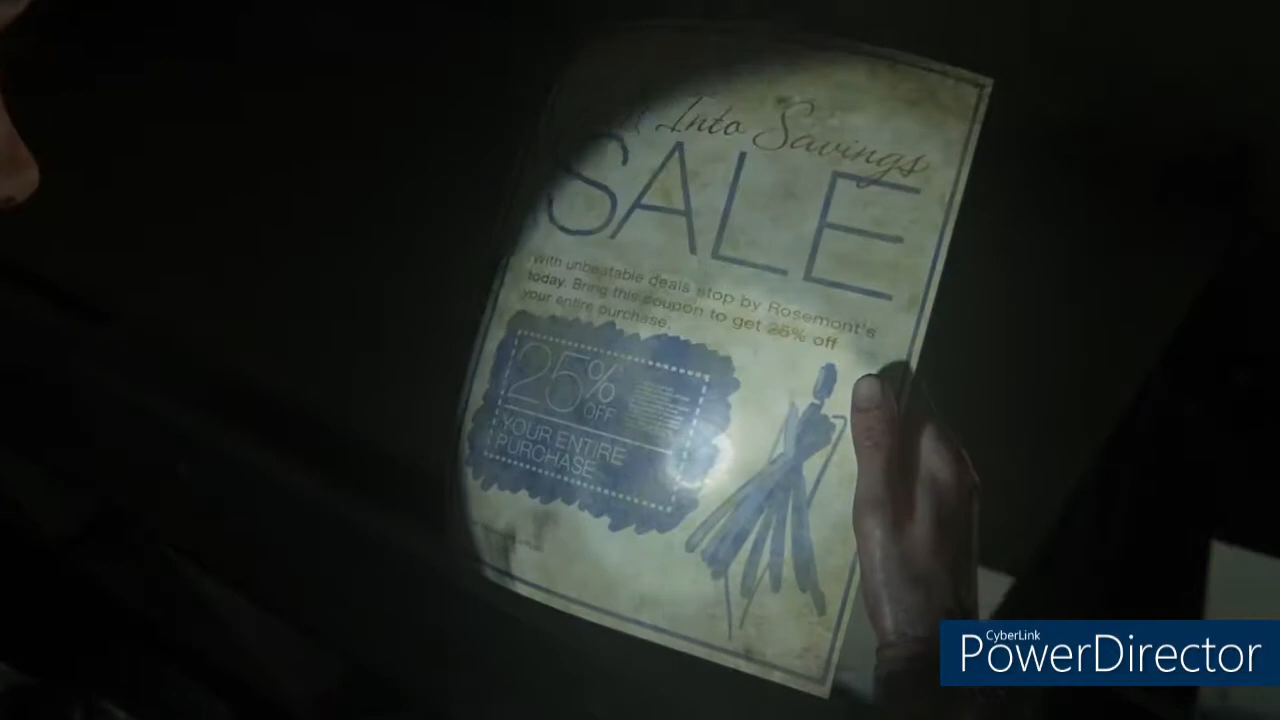 Into Savings
SALE
With unbeatable deals stop by Rosemont's
today. Bring this coupon to get 25% off
your entire purchase.
25%
OFF
YOUR ENTIRE
PURCHASE
CyberLink
PowerDirector